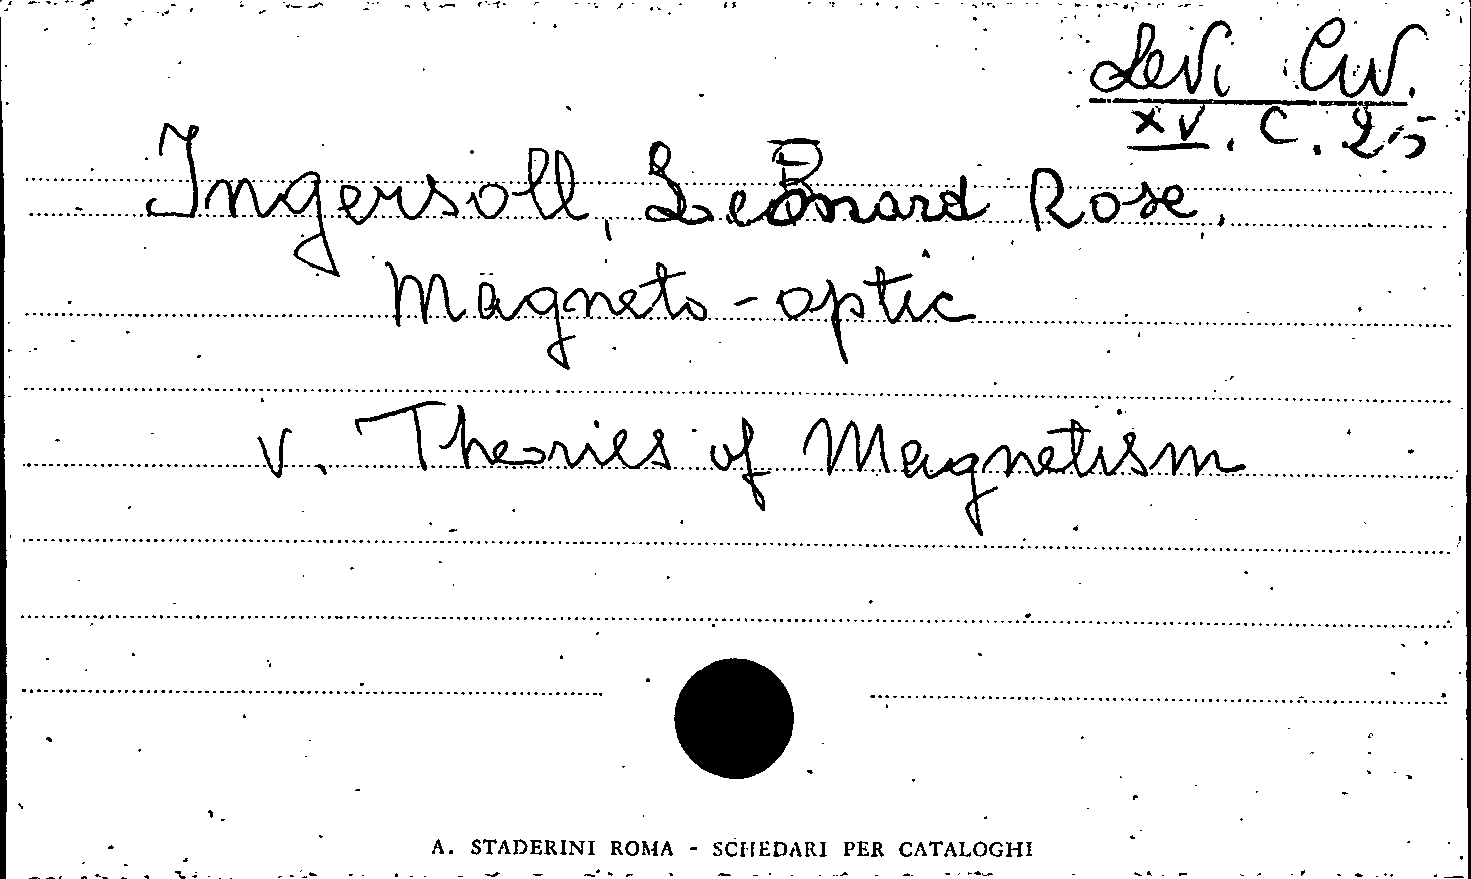 Levi Civ.
XV. C. 25
Ingersoll, Leonard Rose.
Magneto-optic
v. Theories of Magnetism
A. STADERINI ROMA - SCHEDARI PER CATALOGHI